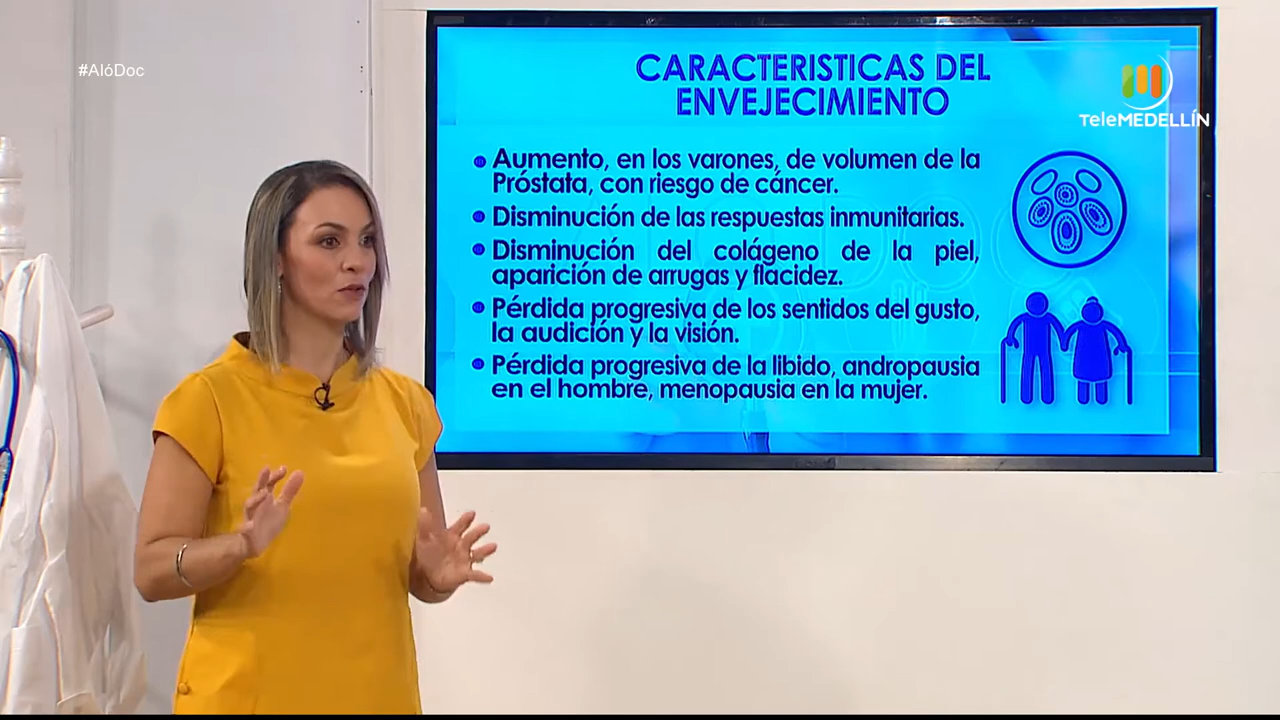 #AlóDoc
CARACTERISTICAS DEL
ENVEJECIMIENTO
TeleMEDELLÍN
Aumento, en los varones, de volumen de la
Próstata, con riesgo de cáncer.
Disminución de las respuestas inmunitarias.
Disminución del colágeno de la piel,
aparición de arrugas y flacidez.
Pérdida progresiva de los sentidos del gusto,
la audición y la visión.
Pérdida progresiva de la libido, andropausia
en el hombre, menopausia en la mujer.